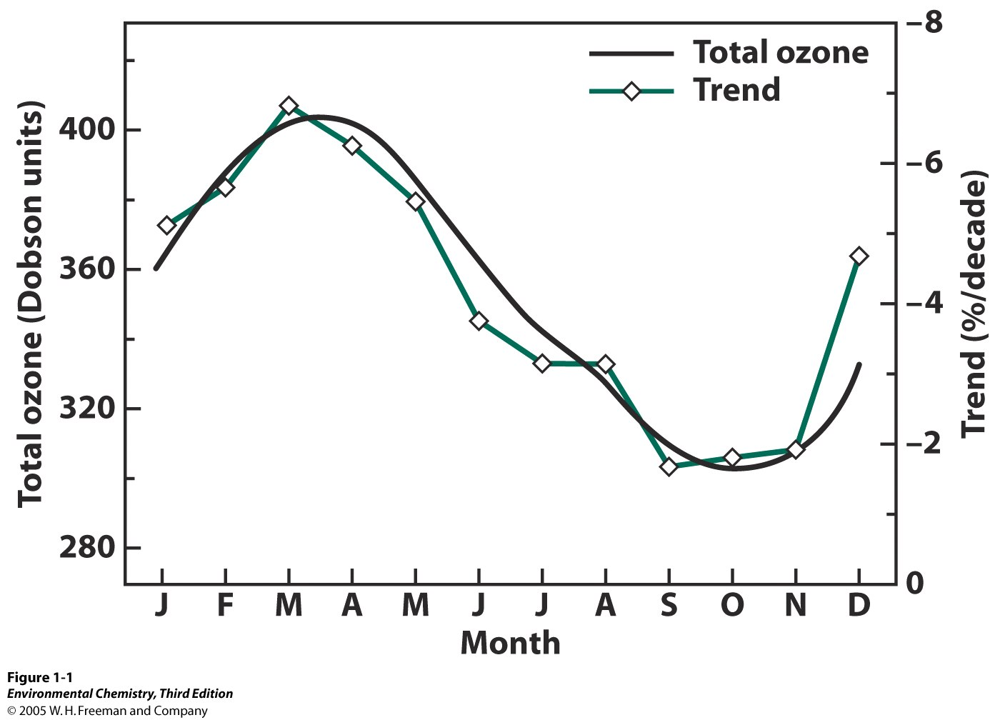 Total ozone
Trend
Total ozone (Dobson units)
400
360
320
280
–8
–6
–4
–2
0
Trend (%/decade)
J F M A M J J A S O N D
Month
Figure 1-1
Environmental Chemistry, Third Edition
© 2005 W. H. Freeman and Company